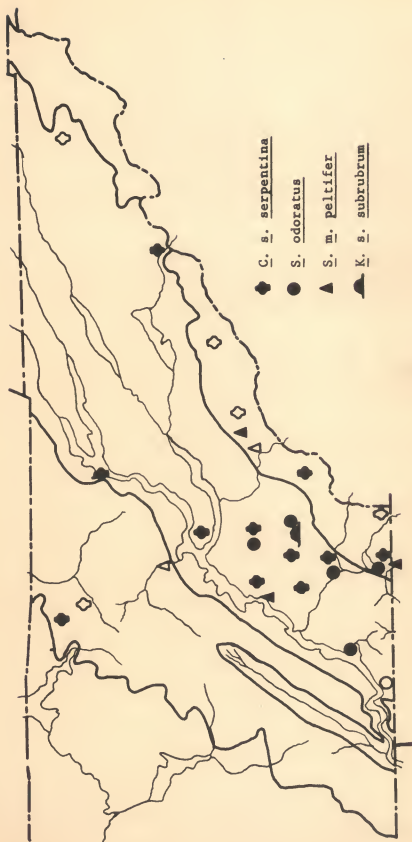 C. s. serpentina
S. odoratus
S. m. peltifer
K. s. subrubrum